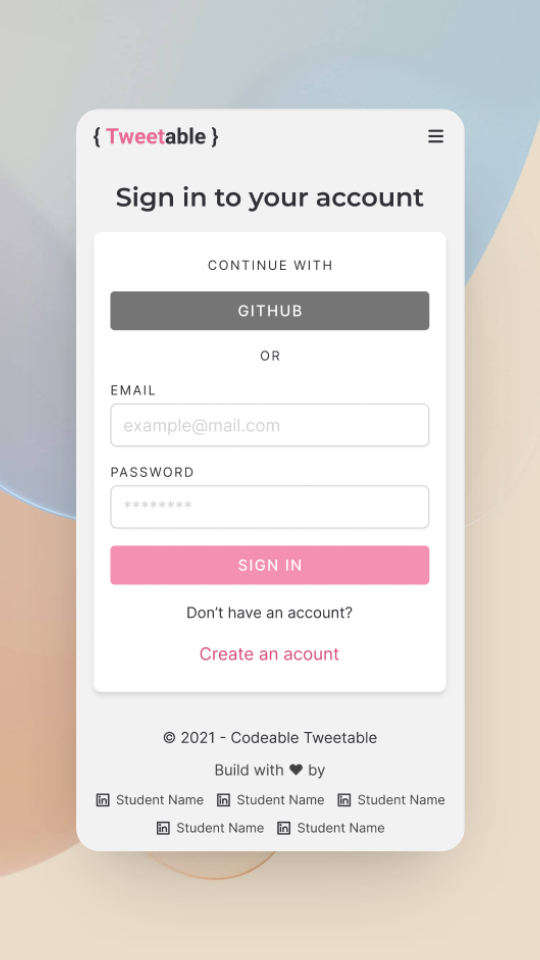 { Tweetable }
Sign in to your account
CONTINUE WITH
GITHUB
OR
EMAIL
example@mail.com
PASSWORD
********
SIGN IN
Don't have an account?
Create an acount
© 2021 - Codeable Tweetable
Build with ♥ by
in Student Name in Student Name in Student Name
in Student Name in Student Name